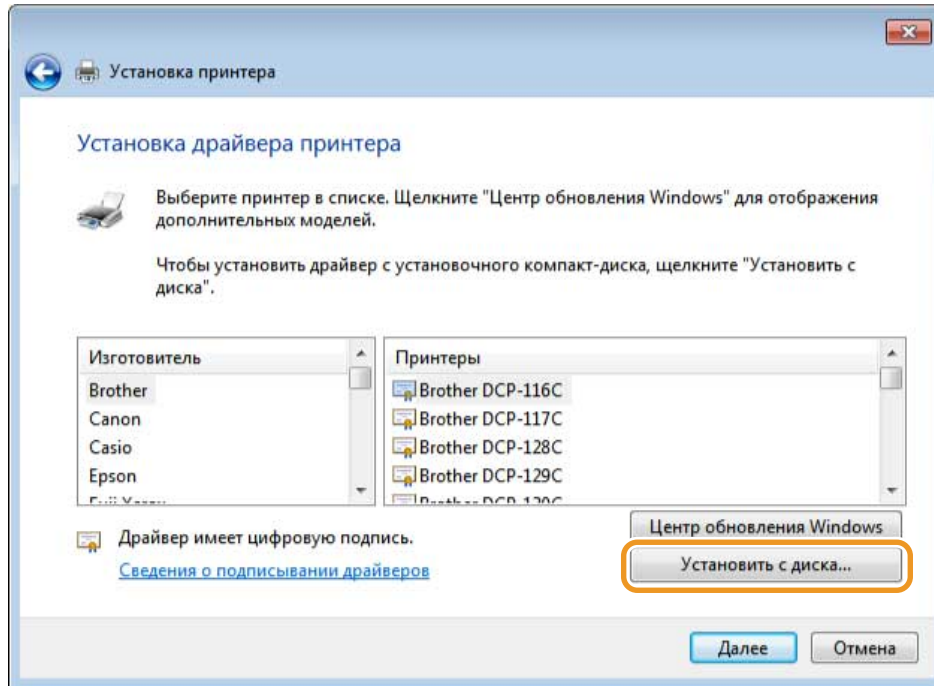 Установка принтера
Установка драйвера принтера
Выберите принтер в списке. Щелкните "Центр обновления Windows" для отображения
дополнительных моделей.
Чтобы установить драйвер с установочного компакт-диска, щелкните "Установить с
диска".
Изготовитель
Brother
Canon
Casio
Epson
Принтеры
Brother DCP-116C
Brother DCP-117C
Brother DCP-128C
Brother DCP-129C
Драйвер имеет цифровую подпись.
Сведения о подписывании драйверов
Центр обновления Windows
Установить с диска...
Далее
Отмена